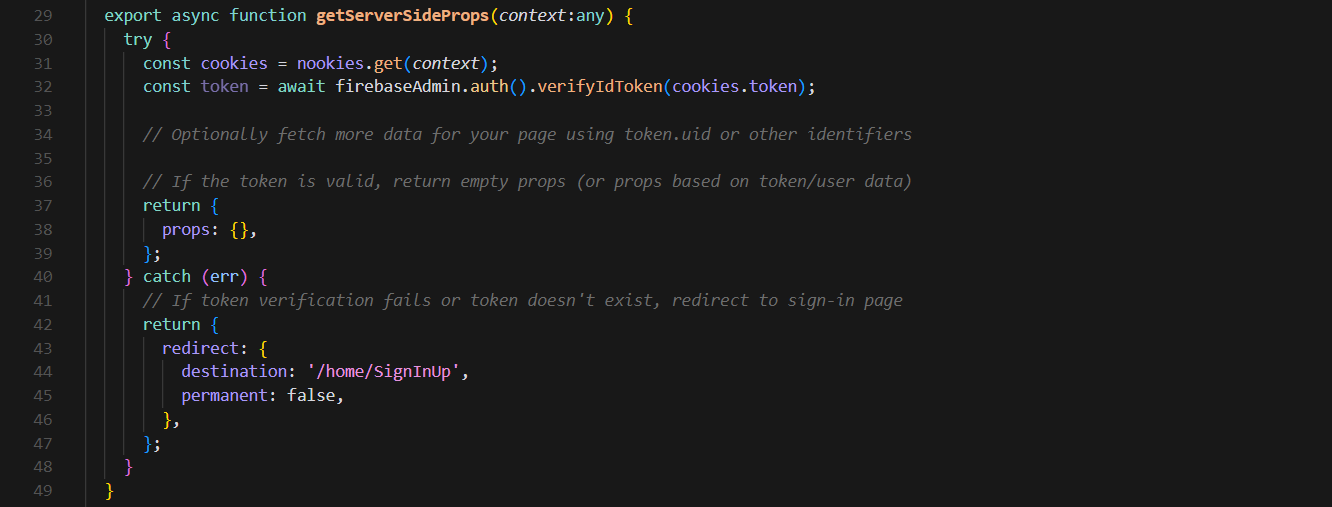 29 export async function getServerSideProps(context:any) {
30 try {
31 const cookies = nookies.get(context);
32 const token = await firebaseAdmin.auth().verifyIdToken(cookies.token);
33
34 // Optionally fetch more data for your page using token.uid or other identifiers
35
36 // If the token is valid, return empty props (or props based on token/user data)
37 return {
38 props: {},
39 };
40 } catch (err) {
41 // If token verification fails or token doesn't exist, redirect to sign-in page
42 return {
43 redirect: {
44 destination: '/home/SignInUp',
45 permanent: false,
46 },
47 };
48 }
49 }